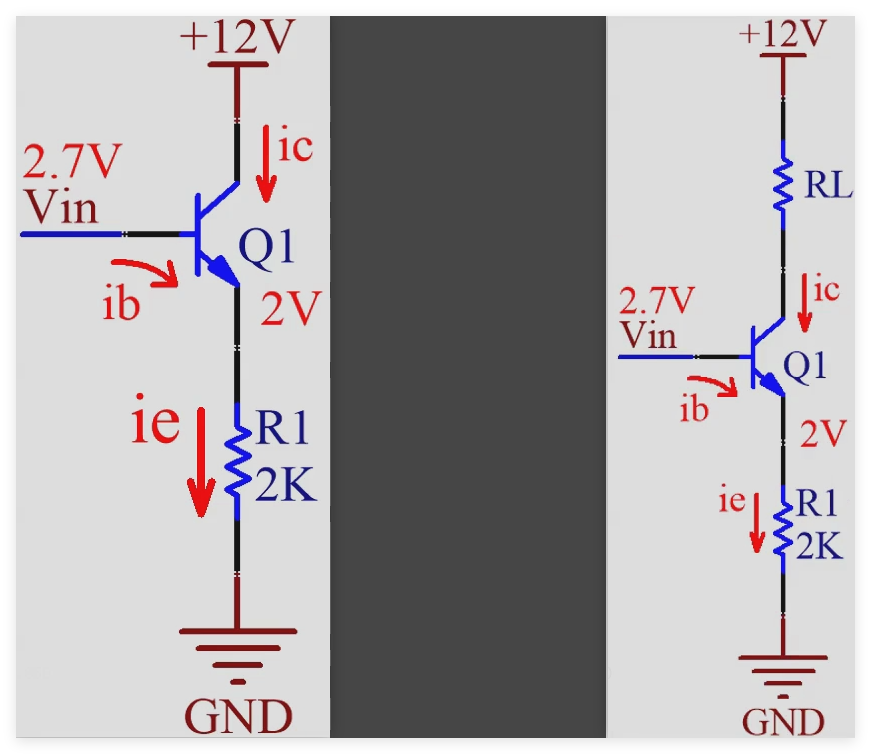 +12V
ic
2.7V
Vin
Q1
ib
2V
ie
R1
2K
GND
+12V
RL
ic
2.7V
Vin
Q1
ib
2V
ie
R1
2K
GND